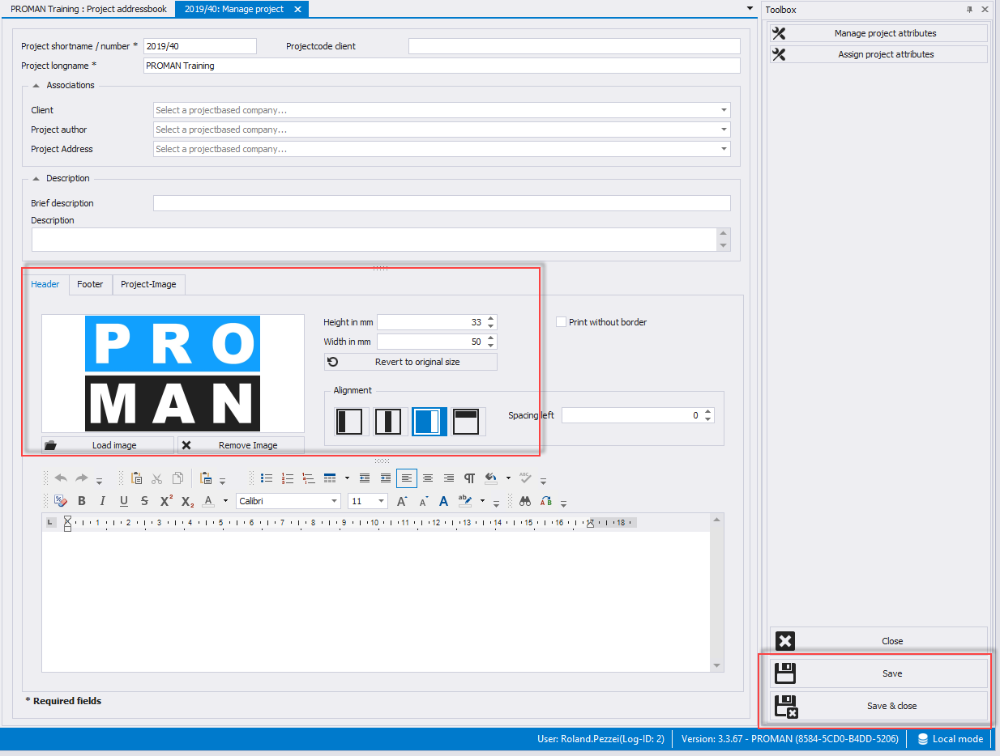 PROMAN Training : Project addressbook
2019/40: Manage project
Toolbox
Project shortname / number *
2019/40
Projectcode client
Project longname *
PROMAN Training
Associations
Client
Select a projectbased company...
Project author
Select a projectbased company...
Project Address
Select a projectbased company...
Description
Brief description
Description
Header
Footer
Project-Image
PRO
MAN
Height in mm
33
Width in mm
50
Revert to original size
Print without border
Alignment
Spacing left
0
Load image
Remove Image
ABC
B I U S X² X₂ A
Calibri
11
A A A ab
A B
L
1 2 3 4 5 6 7 8 9 10 11 12 13 14 15 16 17 18
* Required fields
Manage project attributes
Assign project attributes
Close
Save
Save & close
User: Roland.Pezzei(Log-ID: 2)
Version: 3.3.67 - PROMAN (8584-5CD0-B4DD-5206)
Local mode